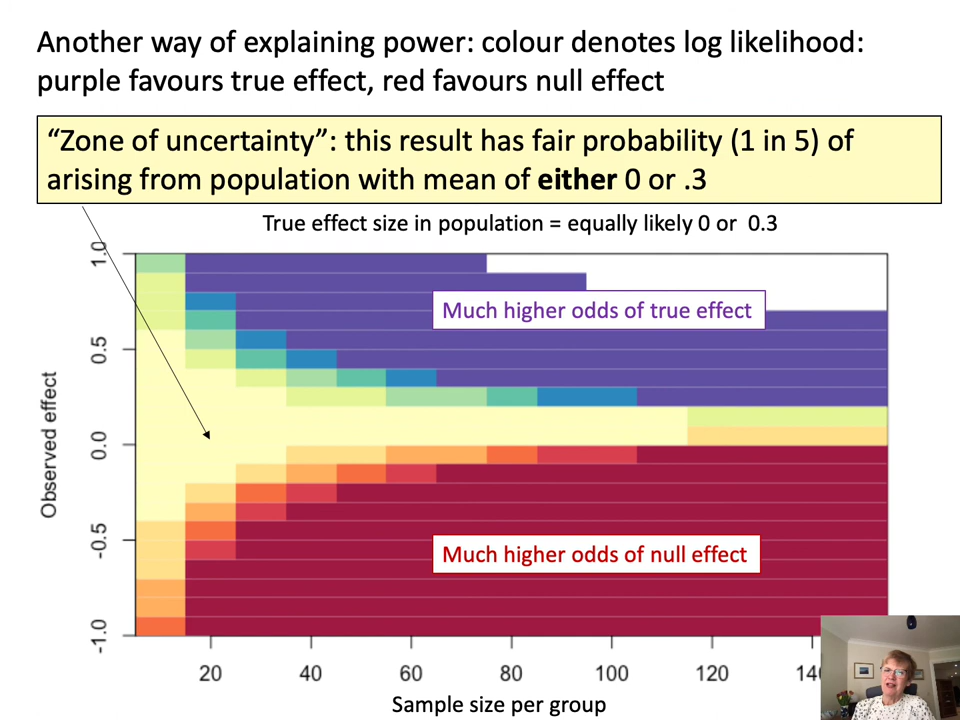 Another way of explaining power: colour denotes log likelihood:
purple favours true effect, red favours null effect
“Zone of uncertainty”: this result has fair probability (1 in 5) of
arising from population with mean of either 0 or .3
True effect size in population = equally likely 0 or 0.3
1.0
Much higher odds of true effect
0.5
Observed effect
0.0
-0.5
Much higher odds of null effect
-1.0
20 40 60 80 100 120
Sample size per group